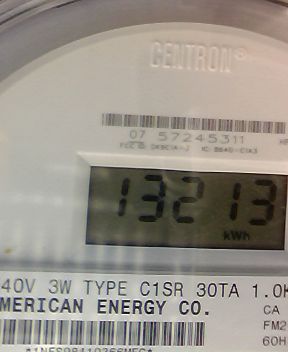 CENTRON®
07 57245311
13213
kWh
40V 3W TYPE C1SR 30TA 1.0K
MERICAN ENERGY CO.
CA
FM2
60H